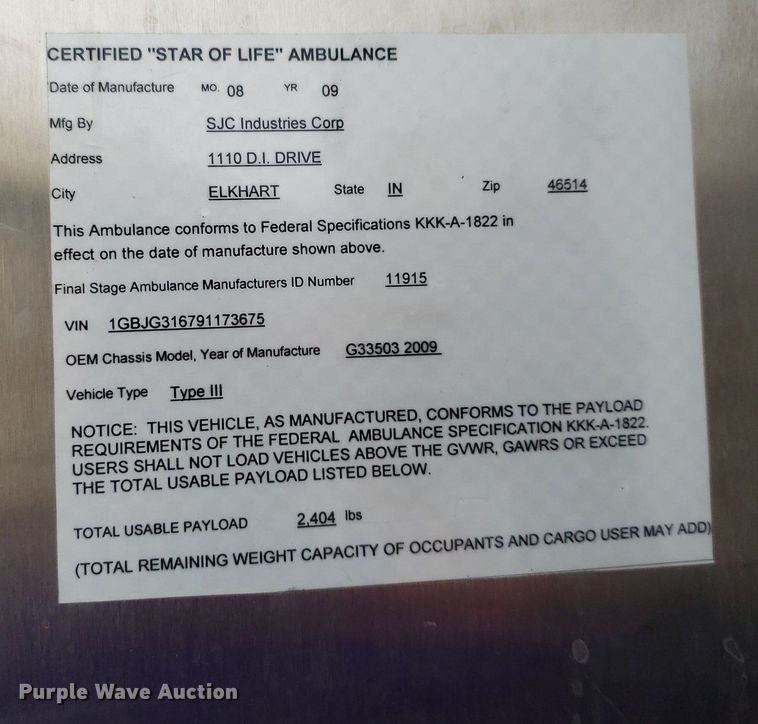 CERTIFIED "STAR OF LIFE" AMBULANCE
Date of Manufacture MO. 08 YR 09
Mfg By SJC Industries Corp
Address 1110 D.I. DRIVE
City ELKHART State IN Zip 46514
This Ambulance conforms to Federal Specifications KKK-A-1822 in
effect on the date of manufacture shown above.
Final Stage Ambulance Manufacturers ID Number 11915
VIN 1GBJG316791173675
OEM Chassis Model, Year of Manufacture G33503 2009
Vehicle Type Type III
NOTICE: THIS VEHICLE, AS MANUFACTURED, CONFORMS TO THE PAYLOAD
REQUIREMENTS OF THE FEDERAL AMBULANCE SPECIFICATION KKK-A-1822.
USERS SHALL NOT LOAD VEHICLES ABOVE THE GVWR, GAWRS OR EXCEED
THE TOTAL USABLE PAYLOAD LISTED BELOW.
TOTAL USABLE PAYLOAD 2,404 lbs
(TOTAL REMAINING WEIGHT CAPACITY OF OCCUPANTS AND CARGO USER MAY ADD)
Purple Wave Auction